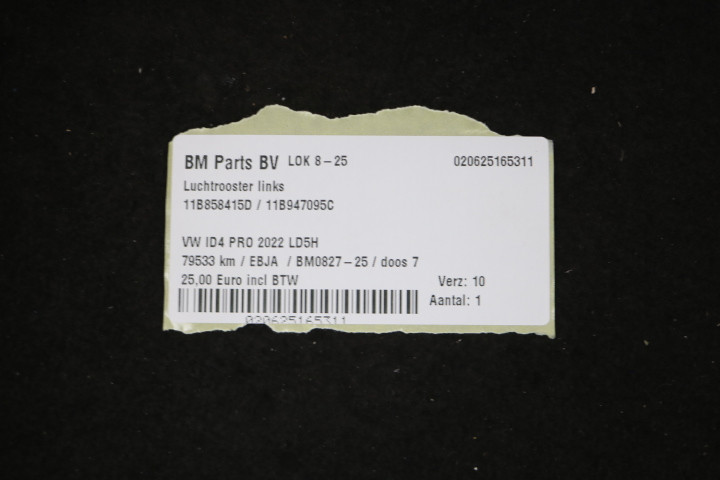 BM Parts BV LOK 8-25 020625165311
Luchtrooster links
11B858415D / 11B947095C
VW ID4 PRO 2022 LD5H
79533 km / EBJA / BM0827-25 / doos 7
25,00 Euro incl BTW Verz: 10
Aantal: 1
020625165311